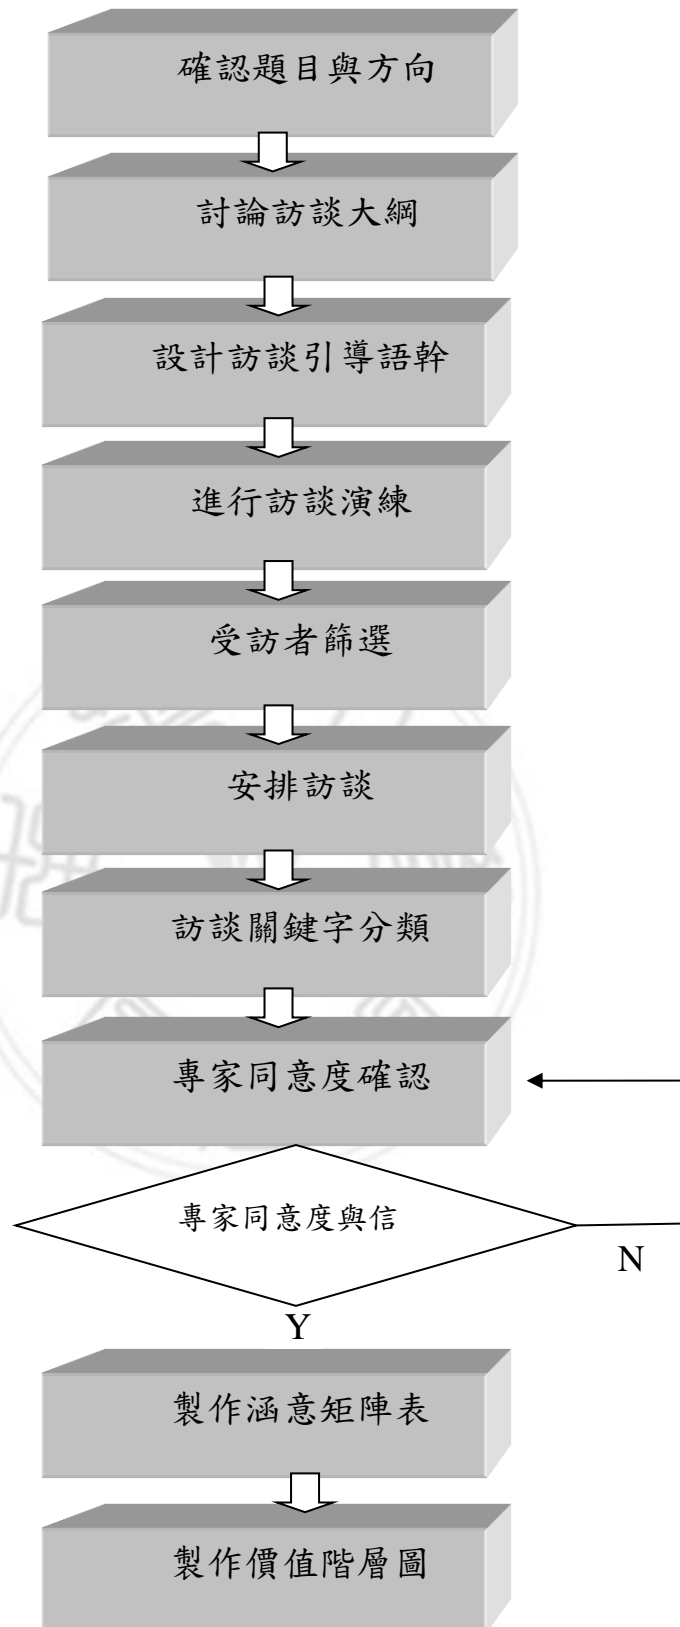 確認題目與方向
討論訪談大綱
設計訪談引導語幹
進行訪談演練
受訪者篩選
安排訪談
訪談關鍵字分類
專家同意度確認
專家同意度與信
N
Y
製作涵意矩陣表
製作價值階層圖